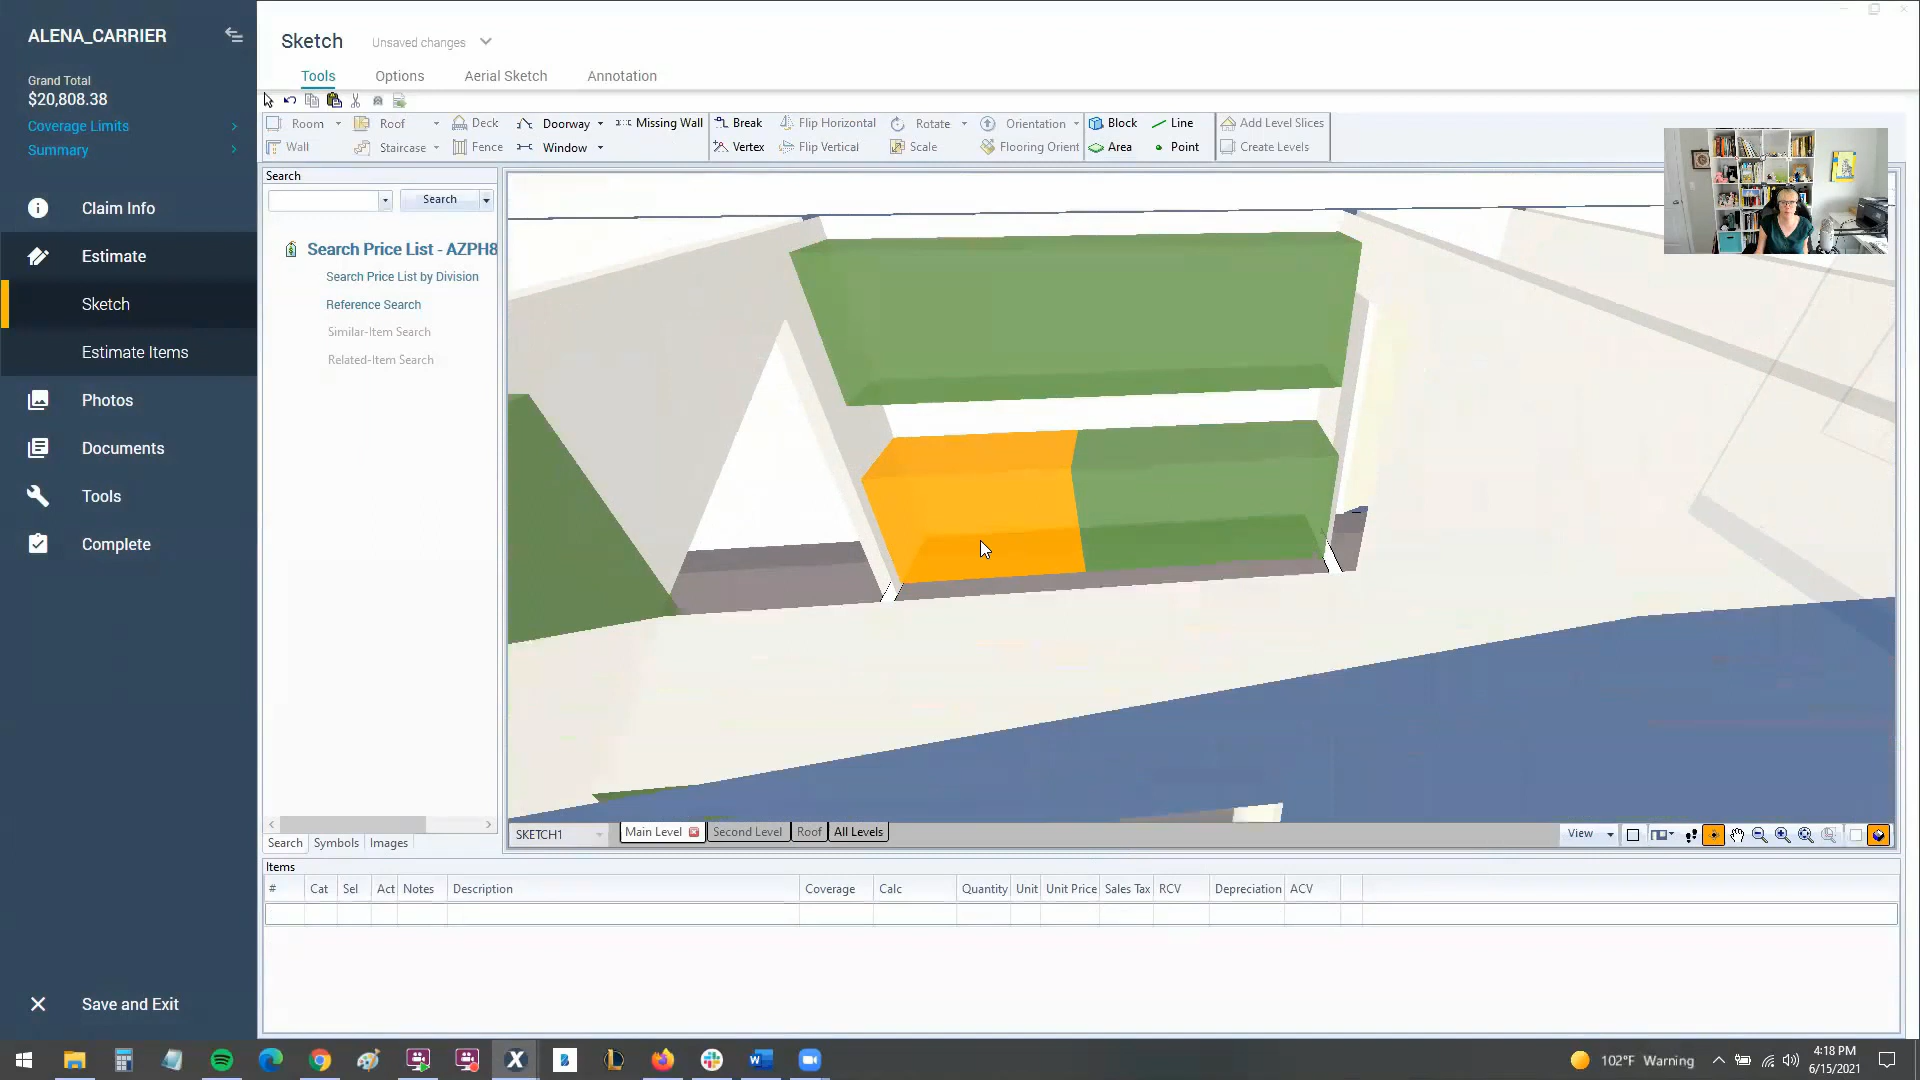 ALENA_CARRIER
Grand Total
$20,808.38
Coverage Limits
Summary
Claim Info
Estimate
Sketch
Estimate Items
Photos
Documents
Tools
Complete
Save and Exit
Sketch Unsaved changes
Tools Options Aerial Sketch Annotation
Room Roof Deck Doorway Missing Wall Break Flip Horizontal Rotate Orientation Block Line Add Level Slices
Wall Staircase Fence Window Vertex Flip Vertical Scale Flooring Orient Area Point Create Levels
Search
Search
Search Price List - AZPH8
Search Price List by Division
Reference Search
Similar-Item Search
Related-Item Search
Search Symbols Images
SKETCH1 Main Level Second Level Roof All Levels View
Items
# Cat Sel Act Notes Description Coverage Calc Quantity Unit Unit Price Sales Tax RCV Depreciation ACV
102°F Warning
4:18 PM
6/15/2021